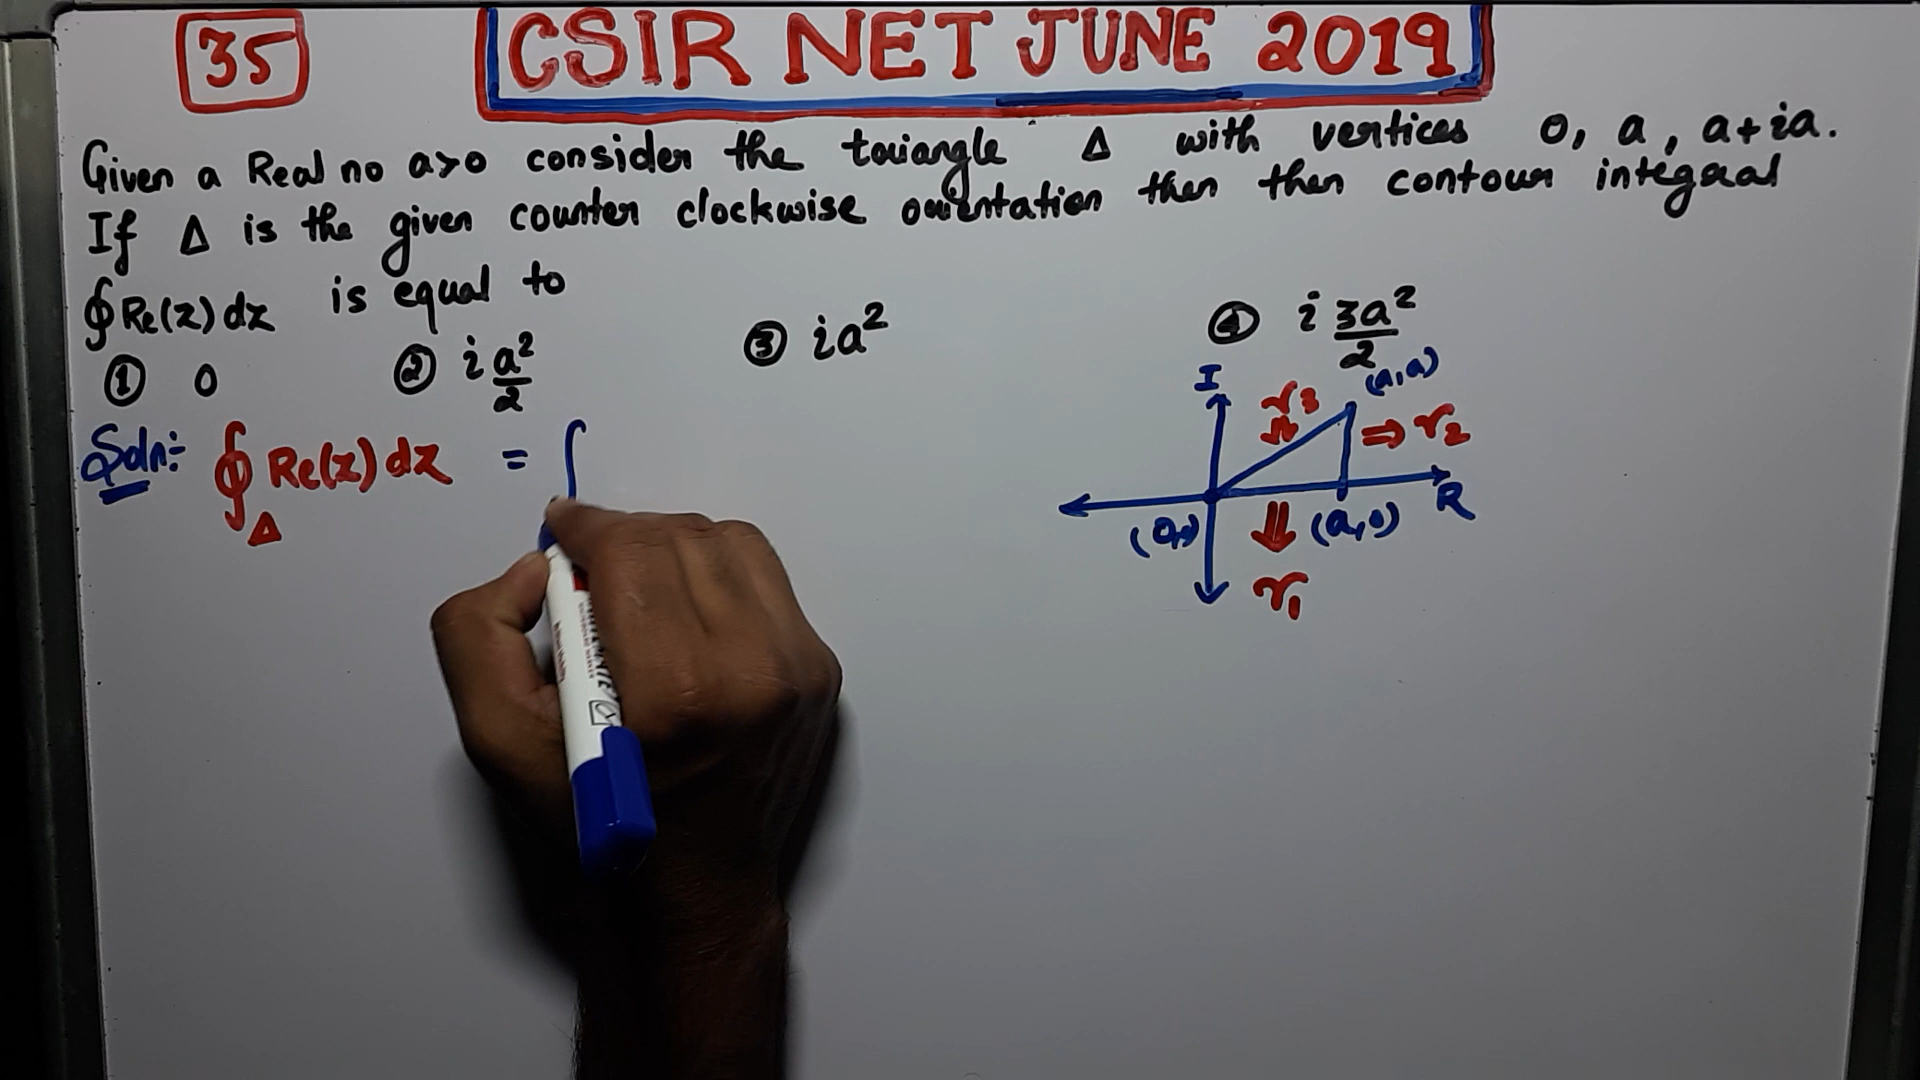 35
CSIR NET JUNE 2019
Given a Real no a>0 consider the triangle Δ with vertices 0, a, a+ia.
If Δ is the given counter clockwise orientation then then contour integral
∮Re(z)dz is equal to
① 0 ② i a²/2 ③ ia² ④ i 3a²/2
Soln: ∮_Δ Re(z)dz = ∫
I
(a,a)
γ3
⇒ γ2
R
(0,0)
(a,0)
γ1